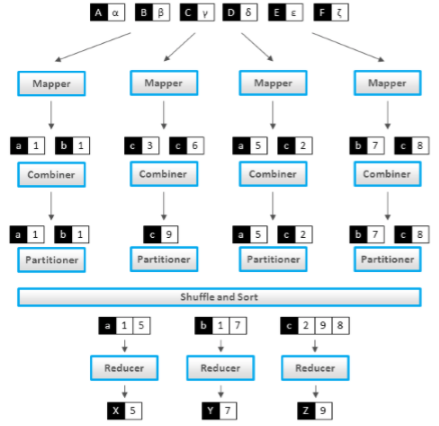 A α B β C γ D δ E ε F ζ
Mapper Mapper Mapper Mapper
a 1 b 1 c 3 c 6 a 5 c 2 b 7 c 8
Combiner Combiner Combiner Combiner
a 1 b 1 c 9 a 5 c 2 b 7 c 8
Partitioner Partitioner Partitioner Partitioner
Shuffle and Sort
a 1 5 b 1 7 c 2 9 8
Reducer Reducer Reducer
X 5 Y 7 Z 9